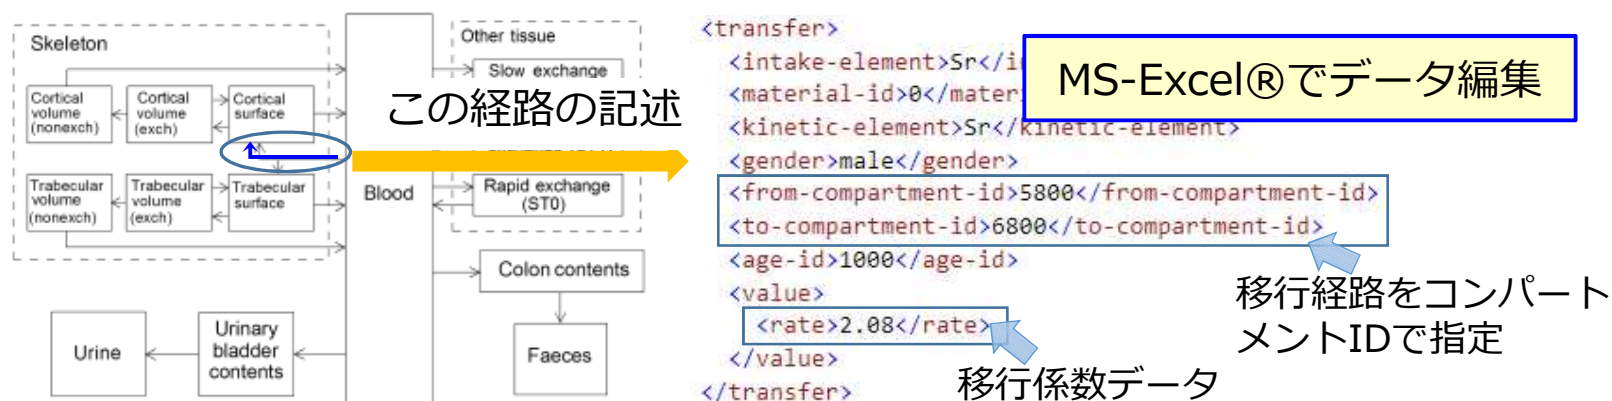 Skeleton
Cortical
volume
(nonexch)
Cortical
volume
(exch)
Cortical
surface
Trabecular
volume
(nonexch)
Trabecular
volume
(exch)
Trabecular
surface
Blood
Other tissue
Slow exchange
Rapid exchange
(ST0)
Colon contents
Faeces
Urinary
bladder
contents
Urine
この経路の記述
<transfer>
<intake-element>Sr</in
<material-id>0</materi
<kinetic-element>Sr</kinetic-element>
<gender>male</gender>
<from-compartment-id>5800</from-compartment-id>
<to-compartment-id>6800</to-compartment-id>
<age-id>1000</age-id>
<value>
<rate>2.08</rate>
</value>
</transfer>
MS-Excel®でデータ編集
移行経路をコンパート
メントIDで指定
移行係数データ